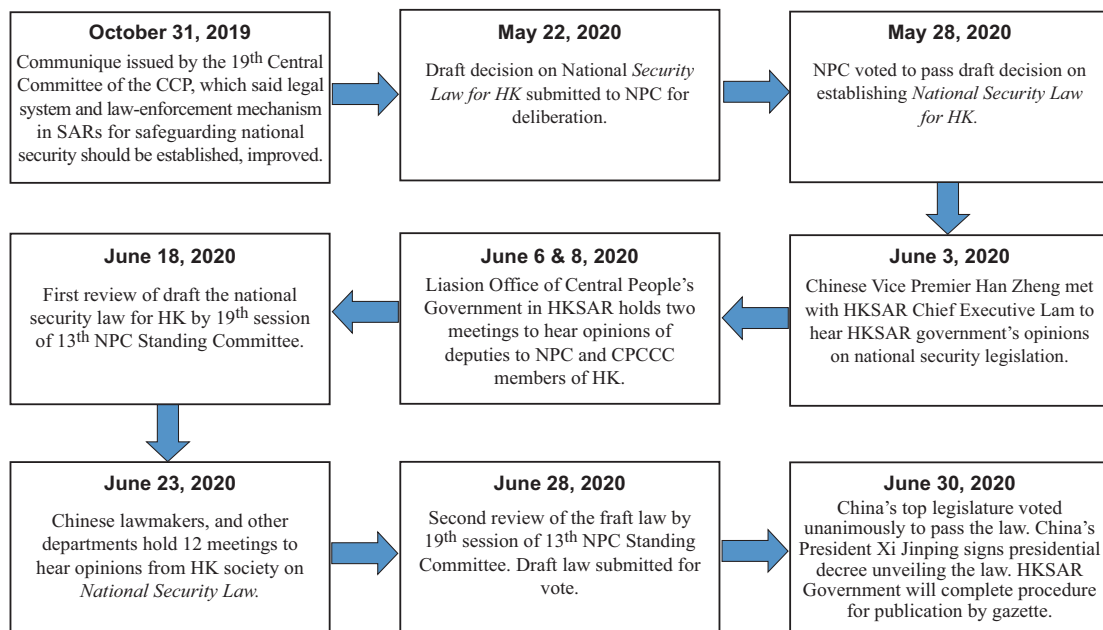 October 31, 2019
Communique issued by the 19th Central
Committee of the CCP, which said legal
system and law-enforcement mechanism
in SARs for safeguarding national
security should be established, improved.
May 22, 2020
Draft decision on National Security
Law for HK submitted to NPC for
deliberation.
May 28, 2020
NPC voted to pass draft decision on
establishing National Security Law
for HK.
June 3, 2020
Chinese Vice Premier Han Zheng met
with HKSAR Chief Executive Lam to
hear HKSAR government’s opinions
on national security legislation.
June 6 & 8, 2020
Liasion Office of Central People’s
Government in HKSAR holds two
meetings to hear opinions of
deputies to NPC and CPCCC
members of HK.
June 18, 2020
First review of draft the national
security law for HK by 19th session
of 13th NPC Standing Committee.
June 23, 2020
Chinese lawmakers, and other
departments hold 12 meetings to
hear opinions from HK society on
National Security Law.
June 28, 2020
Second review of the fraft law by
19th session of 13th NPC Standing
Committee. Draft law submitted for
vote.
June 30, 2020
China’s top legislature voted
unanimously to pass the law. China’s
President Xi Jinping signs presidential
decree unveiling the law. HKSAR
Government will complete procedure
for publication by gazette.